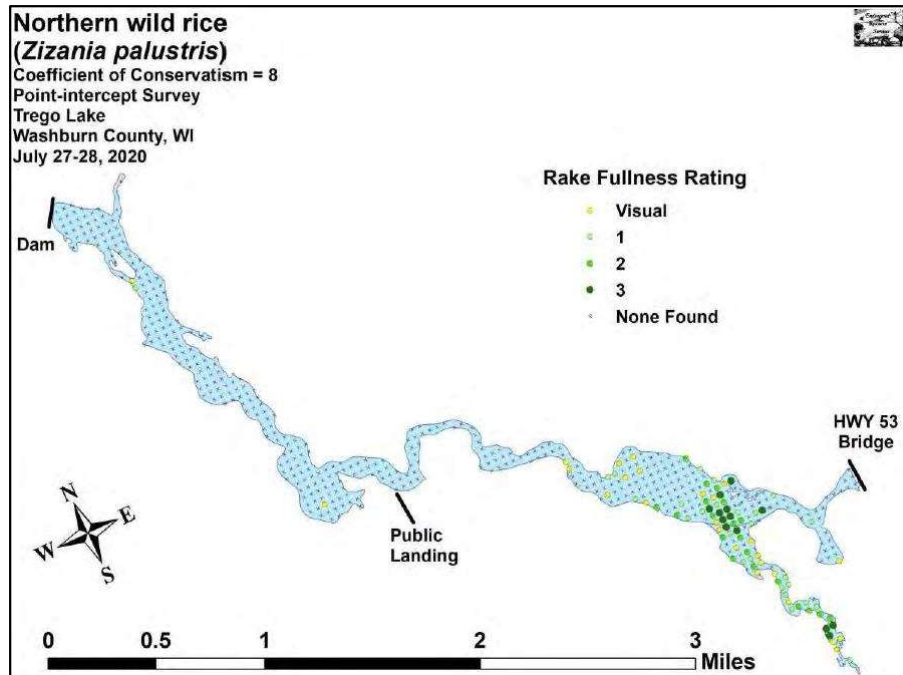 Northern wild rice
(Zizania palustris)
Coefficient of Conservatism = 8
Point-intercept Survey
Trego Lake
Washburn County, WI
July 27-28, 2020
Rake Fullness Rating
Visual
1
2
3
None Found
Dam
HWY 53
Bridge
Public
Landing
N
E
W
S
0 0.5 1 2 3
Miles